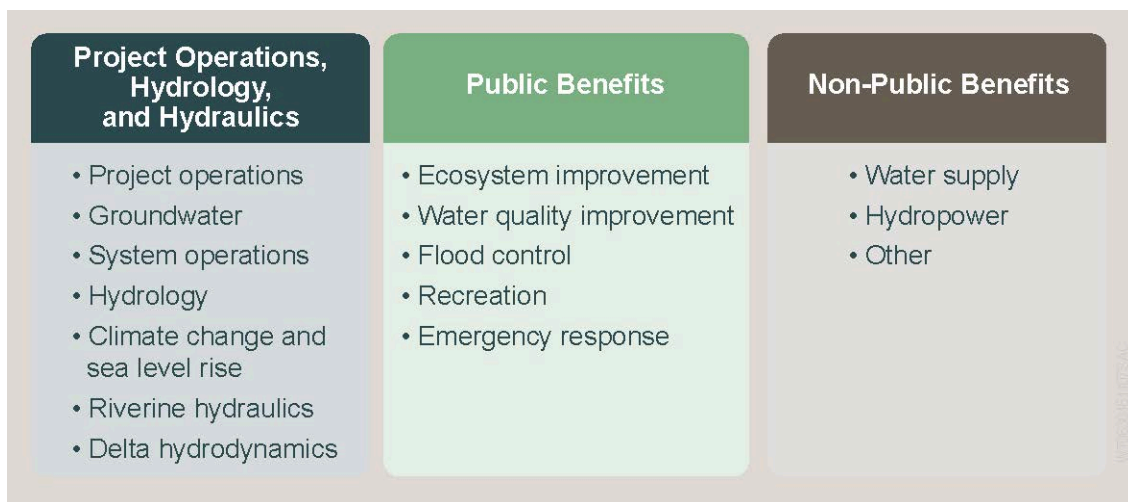 Project Operations,
Hydrology,
and Hydraulics
• Project operations
• Groundwater
• System operations
• Hydrology
• Climate change and
sea level rise
• Riverine hydraulics
• Delta hydrodynamics
Public Benefits
• Ecosystem improvement
• Water quality improvement
• Flood control
• Recreation
• Emergency response
Non-Public Benefits
• Water supply
• Hydropower
• Other